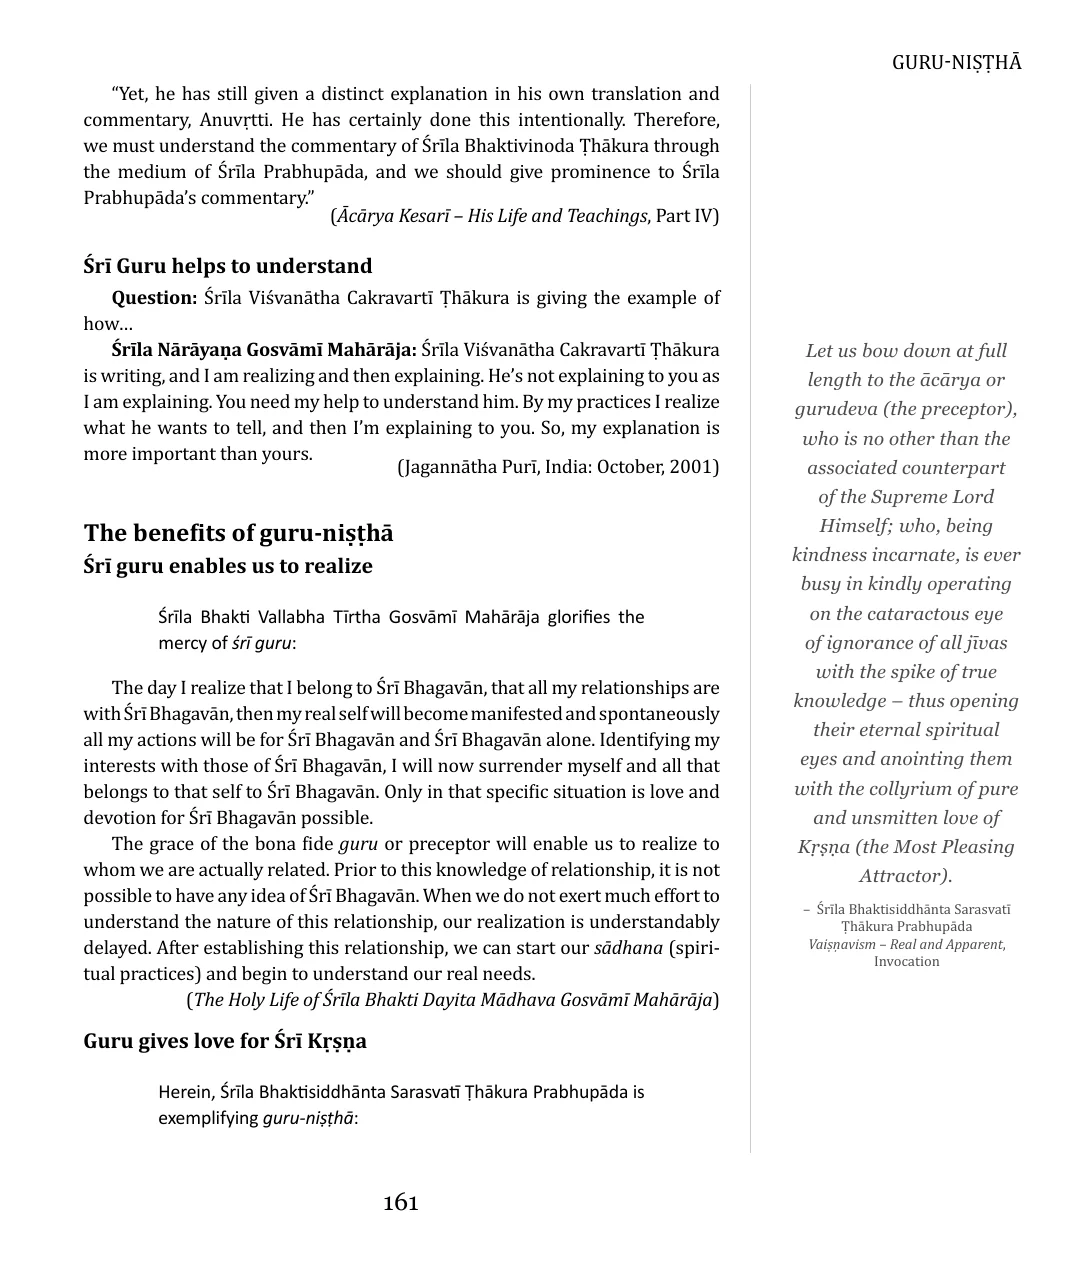 GURU-NIṢṬHĀ
“Yet, he has still given a distinct explanation in his own translation and
commentary, Anuvṛtti. He has certainly done this intentionally. Therefore,
we must understand the commentary of Śrīla Bhaktivinoda Ṭhākura through
the medium of Śrīla Prabhupāda, and we should give prominence to Śrīla
Prabhupāda’s commentary.”
(Ācārya Kesarī – His Life and Teachings, Part IV)
Śrī Guru helps to understand
Question: Śrīla Viśvanātha Cakravartī Ṭhākura is giving the example of
how…
Śrīla Nārāyaṇa Gosvāmī Mahārāja: Śrīla Viśvanātha Cakravartī Ṭhākura
is writing, and I am realizing and then explaining. He’s not explaining to you as
I am explaining. You need my help to understand him. By my practices I realize
what he wants to tell, and then I’m explaining to you. So, my explanation is
more important than yours.
(Jagannātha Purī, India: October, 2001)
The benefits of guru-niṣṭhā
Śrī guru enables us to realize
Śrīla Bhakti Vallabha Tīrtha Gosvāmī Mahārāja glorifies the
mercy of śrī guru:
The day I realize that I belong to Śrī Bhagavān, that all my relationships are
with Śrī Bhagavān, then my real self will become manifested and spontaneously
all my actions will be for Śrī Bhagavān and Śrī Bhagavān alone. Identifying my
interests with those of Śrī Bhagavān, I will now surrender myself and all that
belongs to that self to Śrī Bhagavān. Only in that specific situation is love and
devotion for Śrī Bhagavān possible.
The grace of the bona fide guru or preceptor will enable us to realize to
whom we are actually related. Prior to this knowledge of relationship, it is not
possible to have any idea of Śrī Bhagavān. When we do not exert much effort to
understand the nature of this relationship, our realization is understandably
delayed. After establishing this relationship, we can start our sādhana (spiri-
tual practices) and begin to understand our real needs.
(The Holy Life of Śrīla Bhakti Dayita Mādhava Gosvāmī Mahārāja)
Guru gives love for Śrī Kṛṣṇa
Herein, Śrīla Bhaktisiddhānta Sarasvatī Ṭhākura Prabhupāda is
exemplifying guru-niṣṭhā:
Let us bow down at full
length to the ācārya or
gurudeva (the preceptor),
who is no other than the
associated counterpart
of the Supreme Lord
Himself; who, being
kindness incarnate, is ever
busy in kindly operating
on the cataractous eye
of ignorance of all jīvas
with the spike of true
knowledge – thus opening
their eternal spiritual
eyes and anointing them
with the collyrium of pure
and unsmitten love of
Kṛṣṇa (the Most Pleasing
Attractor).
– Śrīla Bhaktisiddhānta Sarasvatī
Ṭhākura Prabhupāda
Vaiṣṇavism – Real and Apparent,
Invocation
161